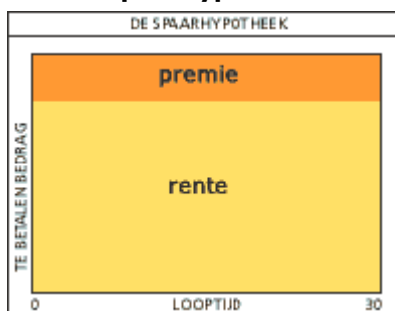 DE SPAARHYPOTHEEK
premie
rente
TE BETALEN BEDRAG
0 LOOPTIJD 30